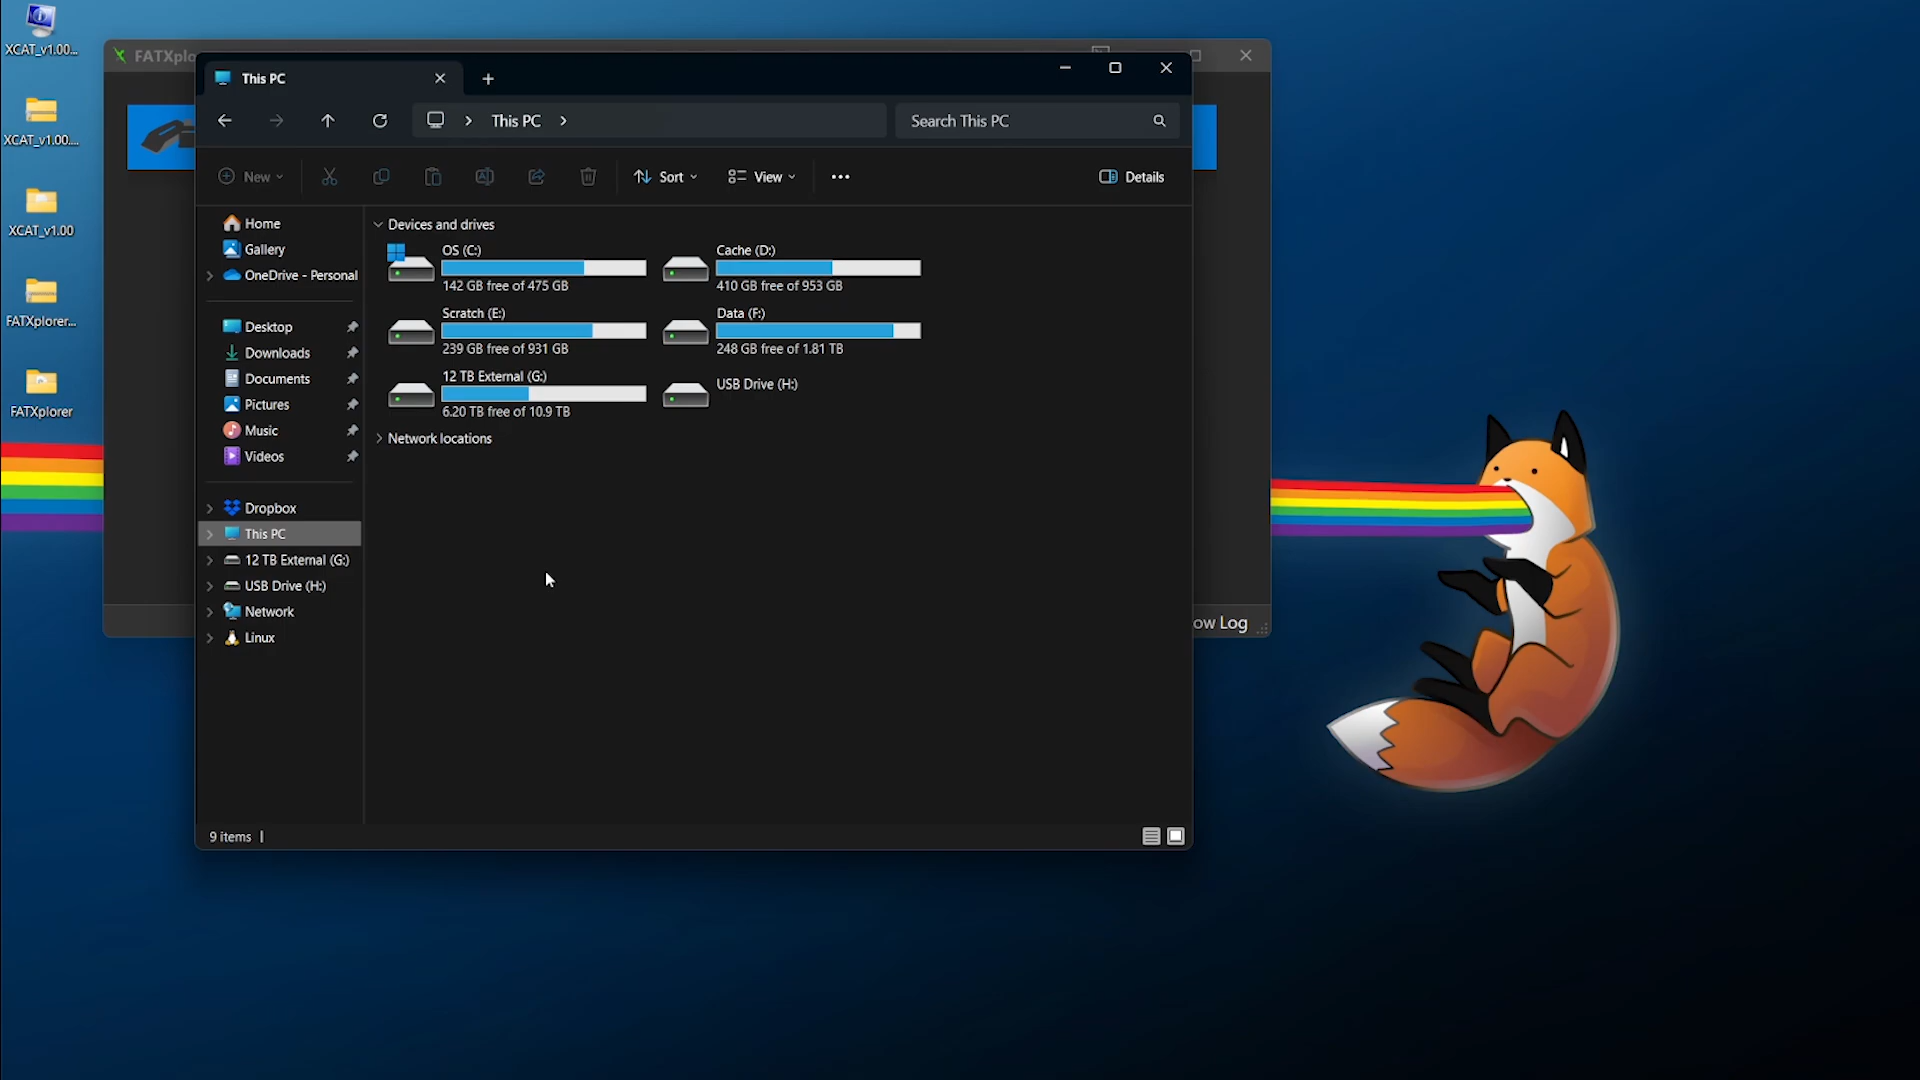 XCAT_v1.00...
XCAT_v1.00....
XCAT_v1.00
FATXplorer...
FATXplorer
FATXplo
This PC
This PC
Search This PC
New
Sort
View
Details
Home
Gallery
OneDrive - Personal
Desktop
Downloads
Documents
Pictures
Music
Videos
Dropbox
This PC
12 TB External (G:)
USB Drive (H:)
Network
Linux
Devices and drives
OS (C:)
142 GB free of 475 GB
Cache (D:)
410 GB free of 953 GB
Scratch (E:)
239 GB free of 931 GB
Data (F:)
248 GB free of 1.81 TB
12 TB External (G:)
6.20 TB free of 10.9 TB
USB Drive (H:)
Network locations
9 items
ow Log